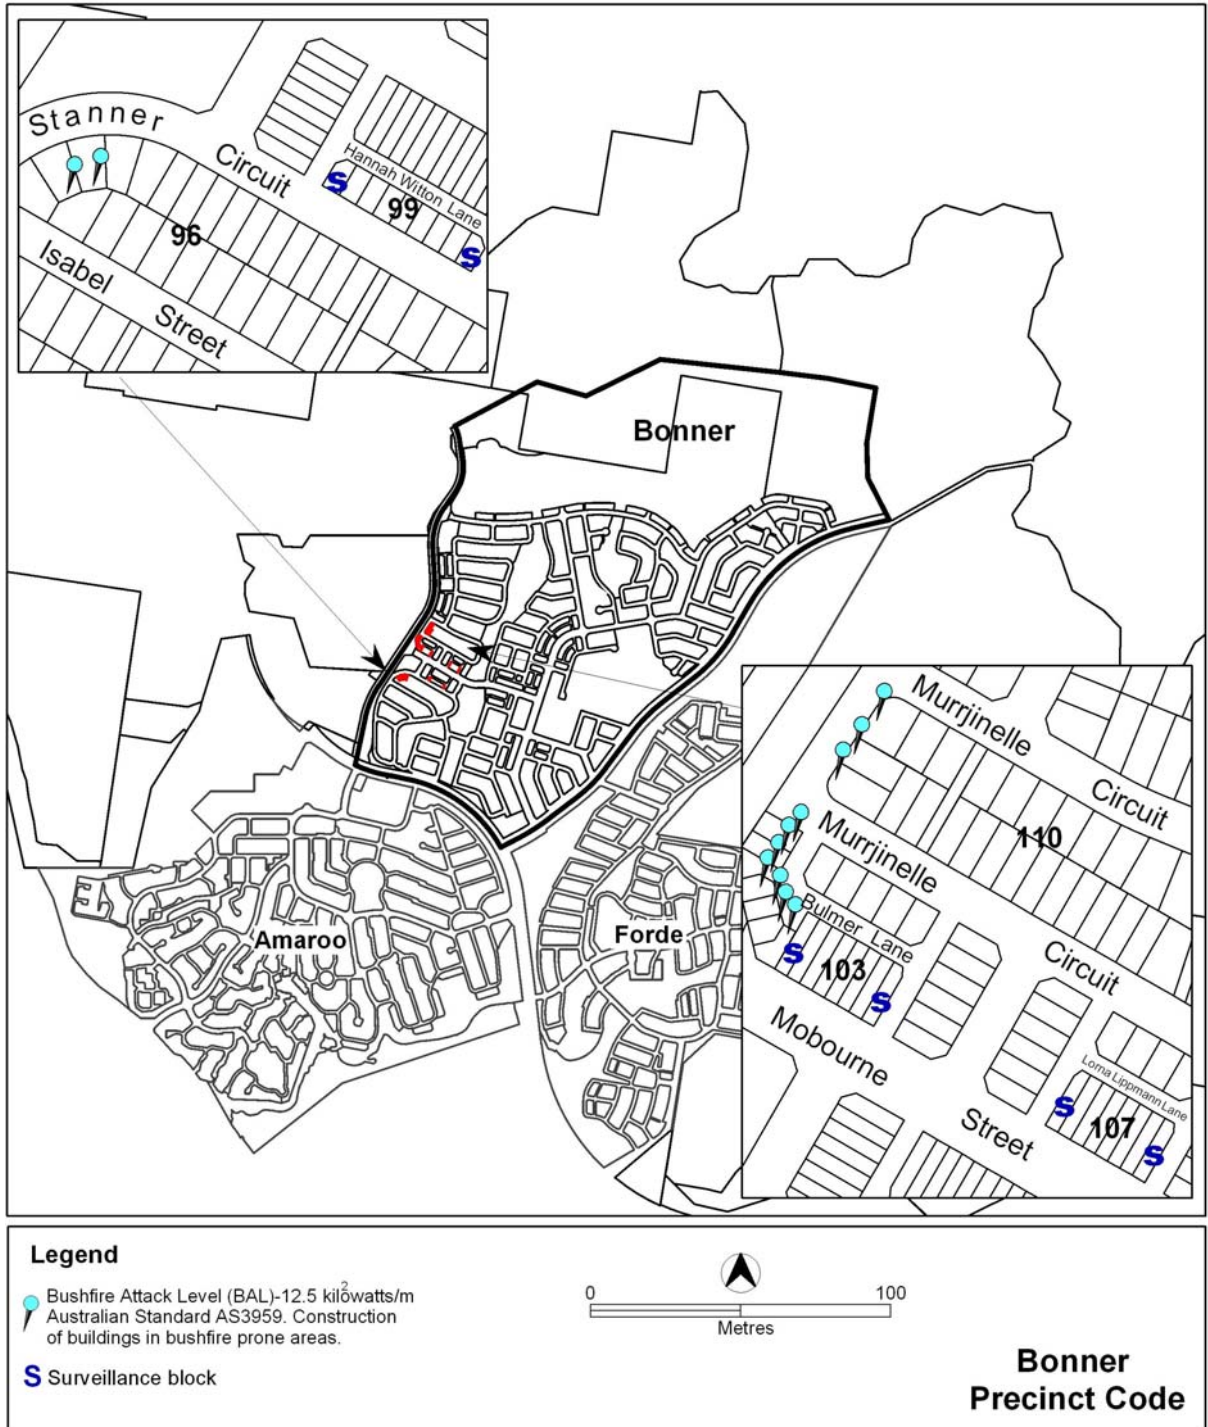 Stanner
Circuit
Hannah Witton Lane
99
96
Isabel
Street
Bonner
Murrjinelle
Circuit
110
Murrjinelle
Circuit
Bulmer Lane
103
Mobourne
Street
Lorna Lippmann Lane
107
Amaroo
Forde
S
S
S
S
S
S
Legend
Bushfire Attack Level (BAL)-12.5 kilowatts/m²
Australian Standard AS3959. Construction
of buildings in bushfire prone areas.
S Surveillance block
0 100
Metres
Bonner
Precinct Code